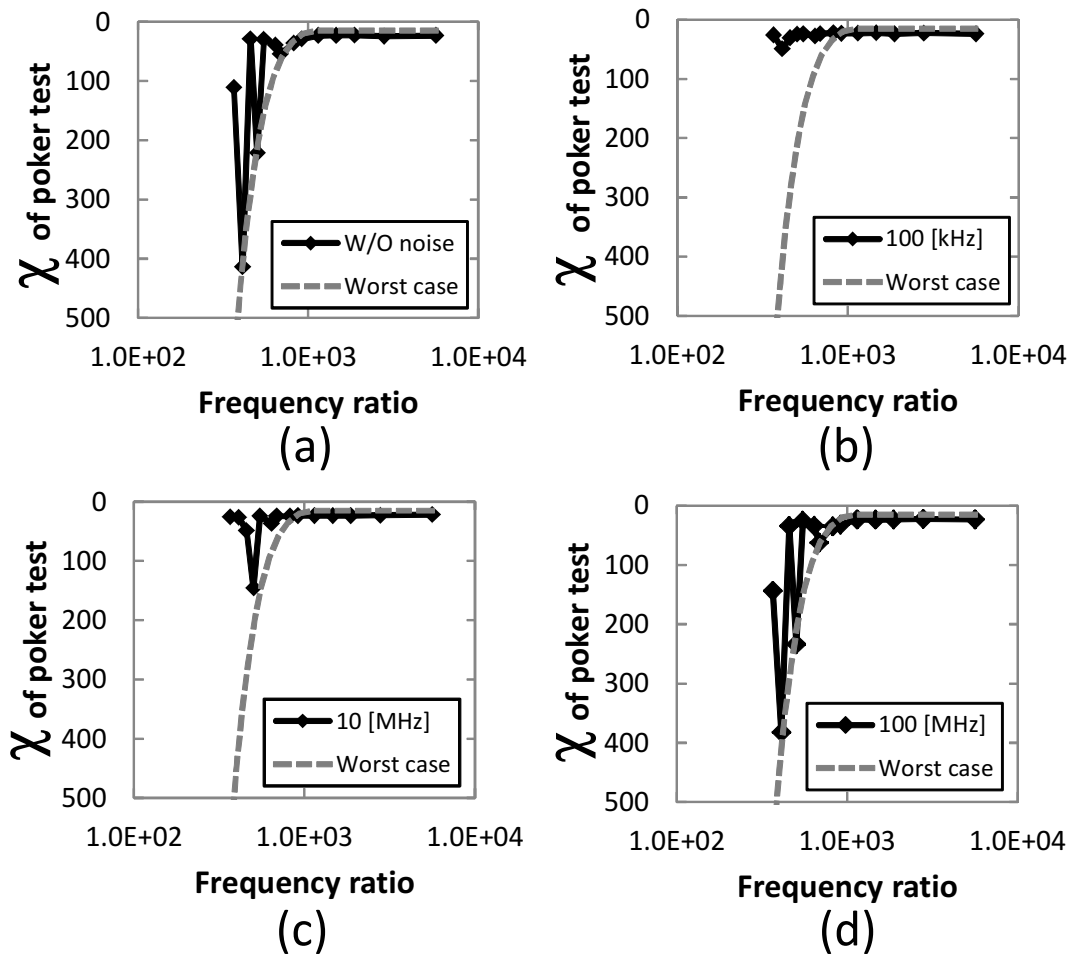 χ of poker test
0
100
200
300
400
500
W/O noise
Worst case
1.0E+02 1.0E+03 1.0E+04
Frequency ratio
(a)
χ of poker test
0
100
200
300
400
500
100 [kHz]
Worst case
1.0E+02 1.0E+03 1.0E+04
Frequency ratio
(b)
χ of poker test
0
100
200
300
400
500
10 [MHz]
Worst case
1.0E+02 1.0E+03 1.0E+04
Frequency ratio
(c)
χ of poker test
0
100
200
300
400
500
100 [MHz]
Worst case
1.0E+02 1.0E+03 1.0E+04
Frequency ratio
(d)